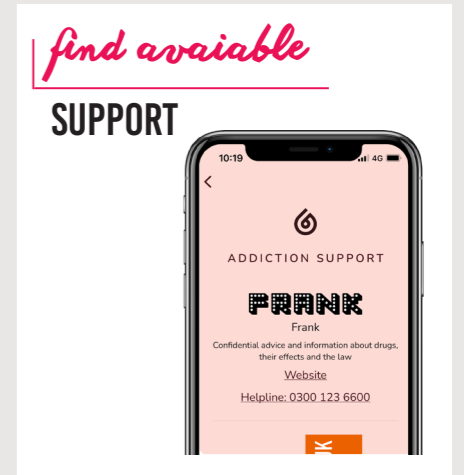 find avaiable
SUPPORT
10:19
4G
ADDICTION SUPPORT
FRANK
Frank
Confidential advice and information about drugs,
their effects and the law
Website
Helpline: 0300 123 6600
UK